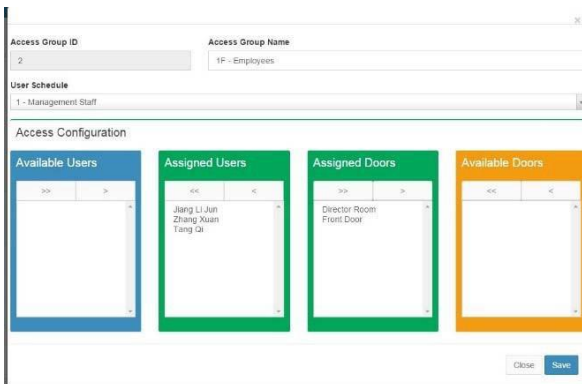 ×
Access Group ID
Access Group Name
2
1F - Employees
User Schedule
1 - Management Staff
Access Configuration
Available Users
Assigned Users
Assigned Doors
Available Doors
>> >
<< <
>> >
<< <
Jiang Li Jun
Zhang Xuan
Tang Qi
Director Room
Front Door
Close
Save